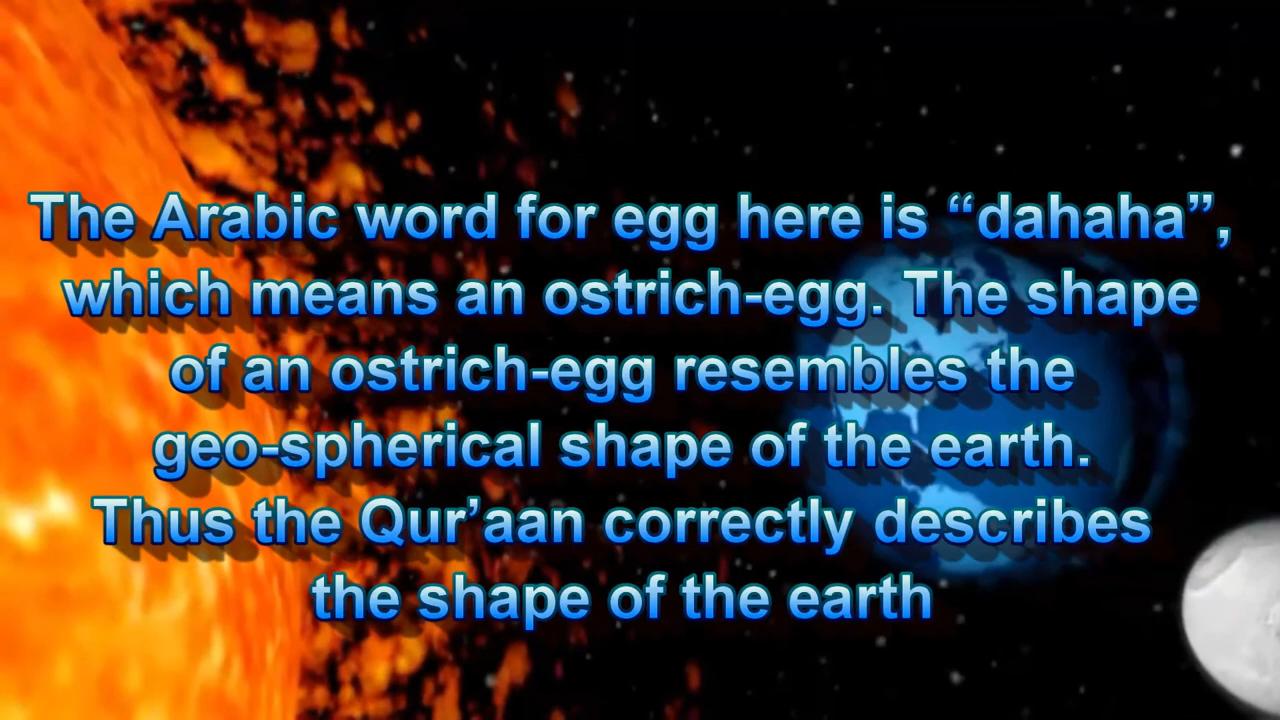 The Arabic word for egg here is “dahaha”,
which means an ostrich-egg. The shape
of an ostrich-egg resembles the
geo-spherical shape of the earth.
Thus the Qur’aan correctly describes
the shape of the earth